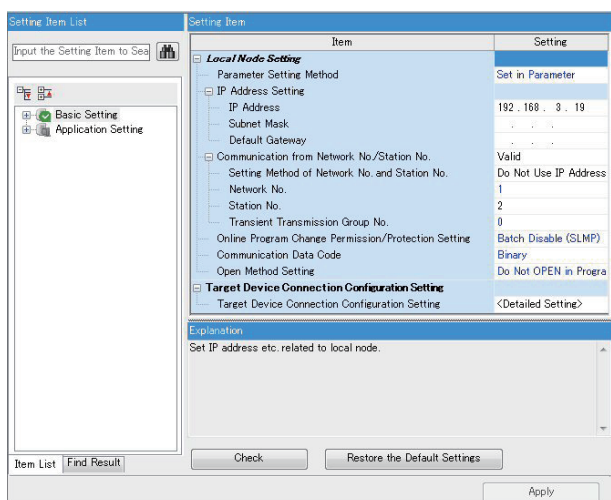 Setting Item List
Input the Setting Item to Sea
Basic Setting
Application Setting
Item List
Find Result
Setting Item
Item Setting
Local Node Setting
Parameter Setting Method Set in Parameter
IP Address Setting
IP Address 192 . 168 . 3 . 19
Subnet Mask . . .
Default Gateway . . .
Communication from Network No./Station No. Valid
Setting Method of Network No. and Station No. Do Not Use IP Address
Network No. 1
Station No. 2
Transient Transmission Group No. 0
Online Program Change Permission/Protection Setting Batch Disable (SLMP)
Communication Data Code Binary
Open Method Setting Do Not OPEN in Progra
Target Device Connection Configuration Setting
Target Device Connection Configuration Setting <Detailed Setting>
Explanation
Set IP address etc. related to local node.
Check
Restore the Default Settings
Apply